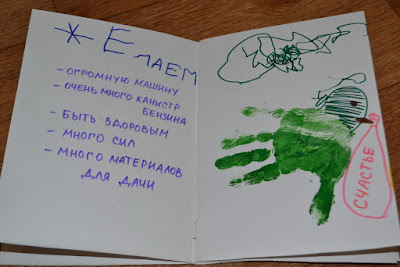 ЖЕЛАЕМ
- ОГРОМНУЮ МАШИНУ
- ОЧЕНЬ МНОГО КАНИСТР
БЕНЗИНА
- БЫТЬ ЗДОРОВЫМ
- МНОГО СИЛ
- МНОГО МАТЕРИАЛОВ
ДЛЯ ДАЧИ
СЧАСТЬЕ